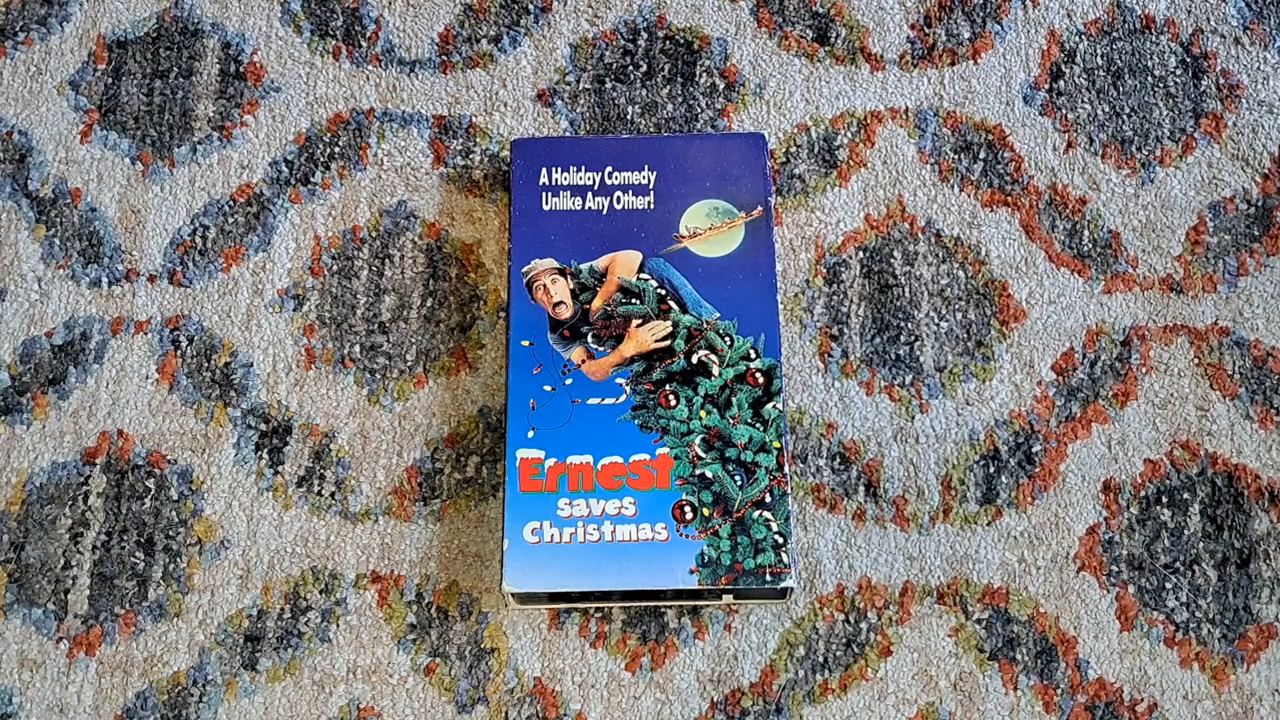 A Holiday Comedy
Unlike Any Other!
Ernest
saves
Christmas